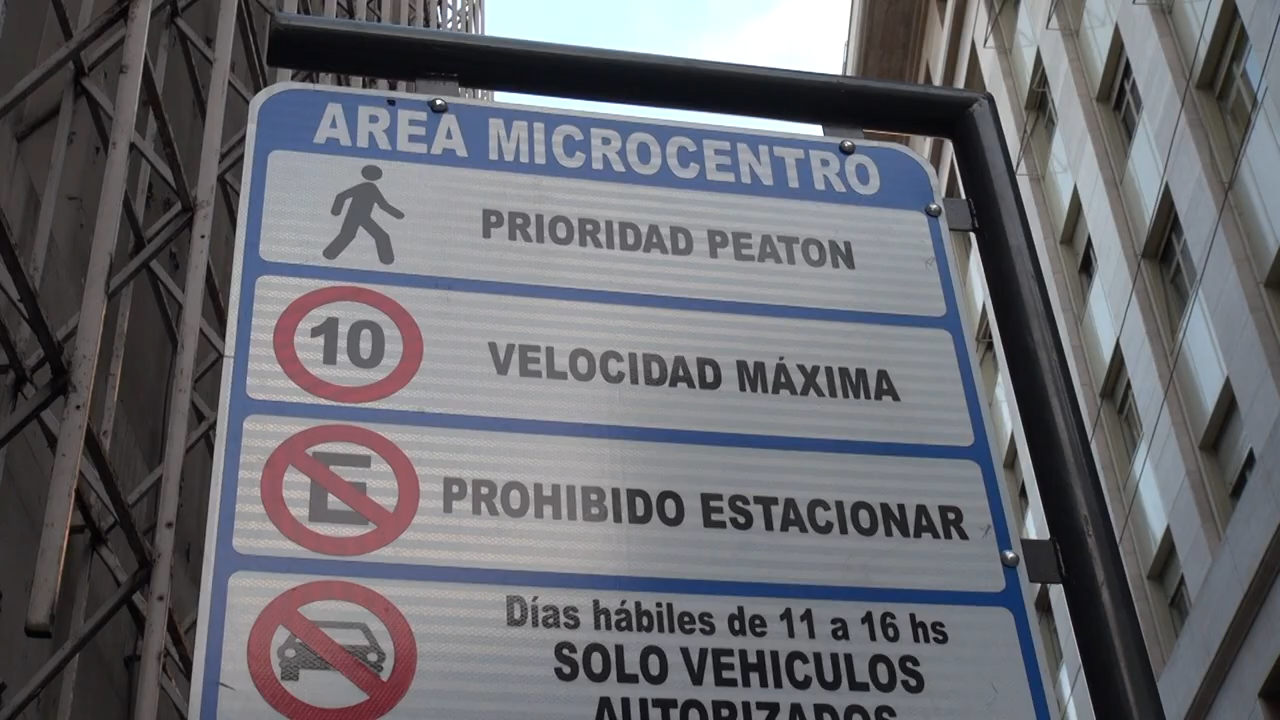 AREA MICROCENTRO
PRIORIDAD PEATON
10
VELOCIDAD MÁXIMA
E
PROHIBIDO ESTACIONAR
Días hábiles de 11 a 16 hs
SOLO VEHICULOS
AUTORIZADOS